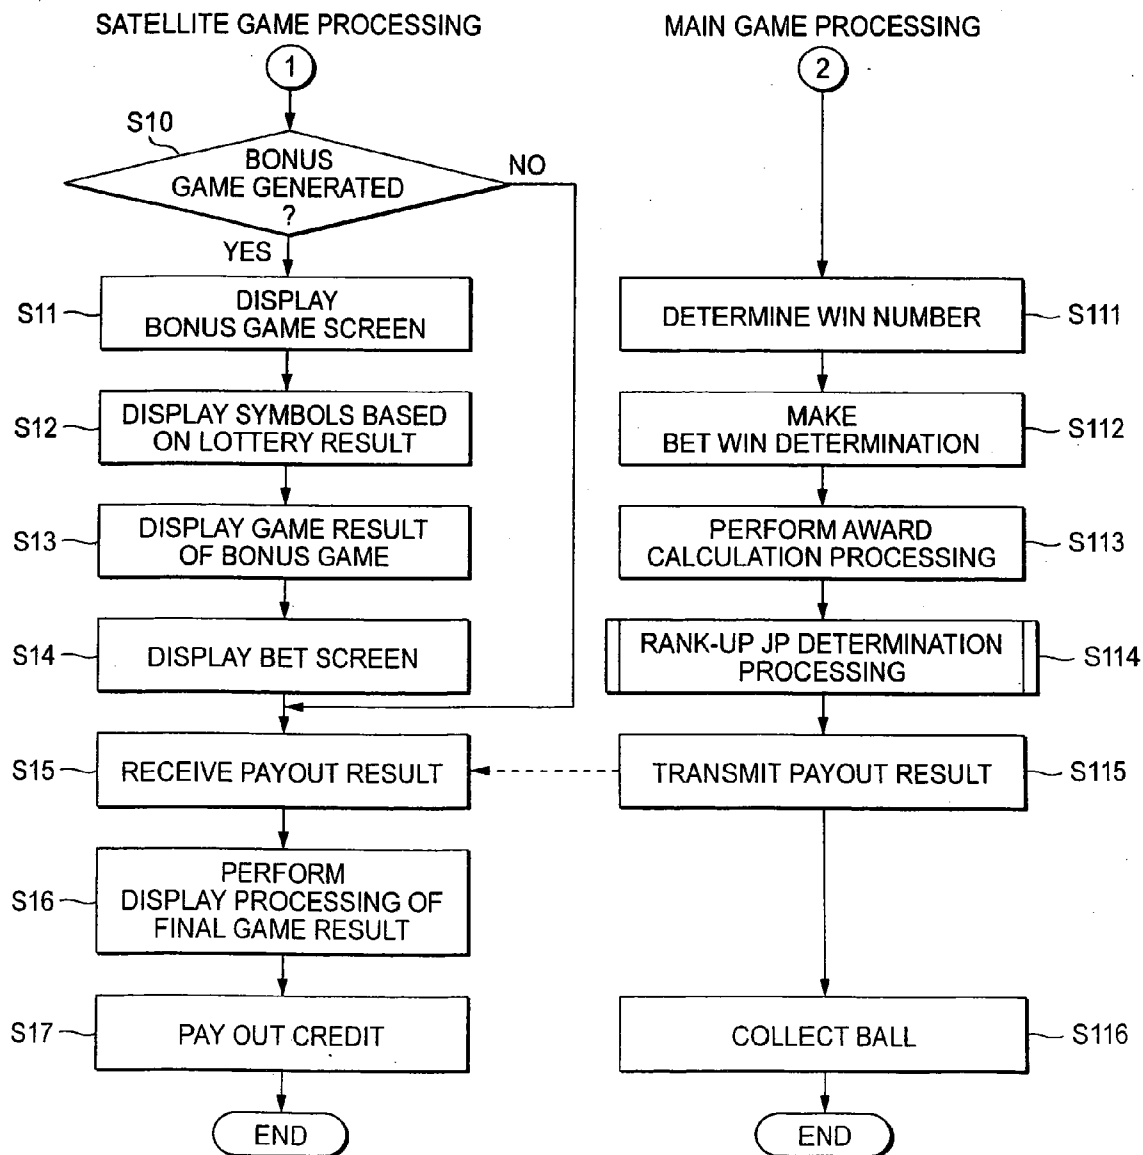 SATELLITE GAME PROCESSING
1
S10
BONUS
GAME GENERATED
?
NO
YES
S11
DISPLAY
BONUS GAME SCREEN
S12
DISPLAY SYMBOLS BASED
ON LOTTERY RESULT
S13
DISPLAY GAME RESULT
OF BONUS GAME
S14
DISPLAY BET SCREEN
S15
RECEIVE PAYOUT RESULT
S16
PERFORM
DISPLAY PROCESSING OF
FINAL GAME RESULT
S17
PAY OUT CREDIT
END
MAIN GAME PROCESSING
2
DETERMINE WIN NUMBER
S111
MAKE
BET WIN DETERMINATION
S112
PERFORM AWARD
CALCULATION PROCESSING
S113
RANK-UP JP DETERMINATION
PROCESSING
S114
TRANSMIT PAYOUT RESULT
S115
COLLECT BALL
S116
END